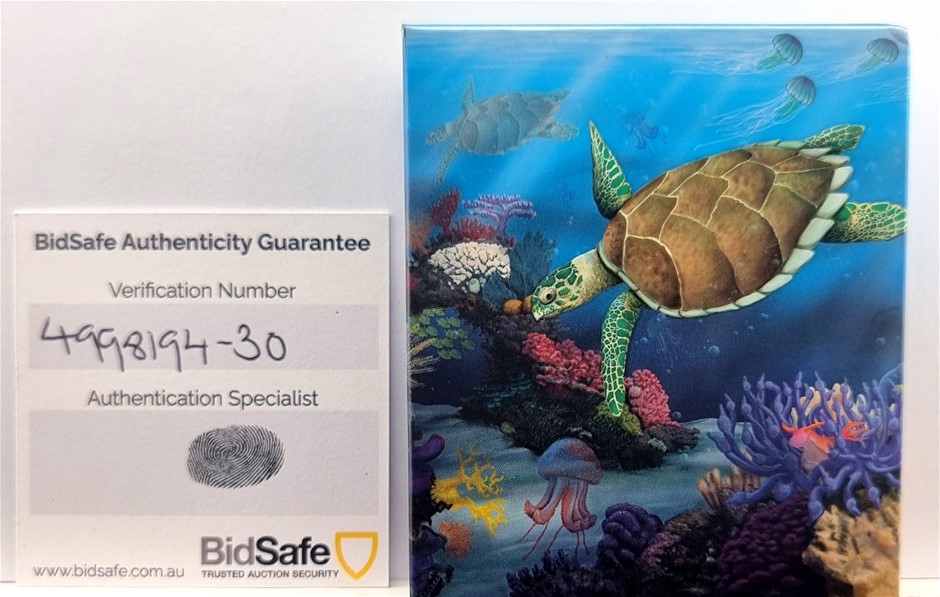 BidSafe Authenticity Guarantee
Verification Number
4998194-30
Authentication Specialist
BidSafe
TRUSTED AUCTION SECURITY
www.bidsafe.com.au